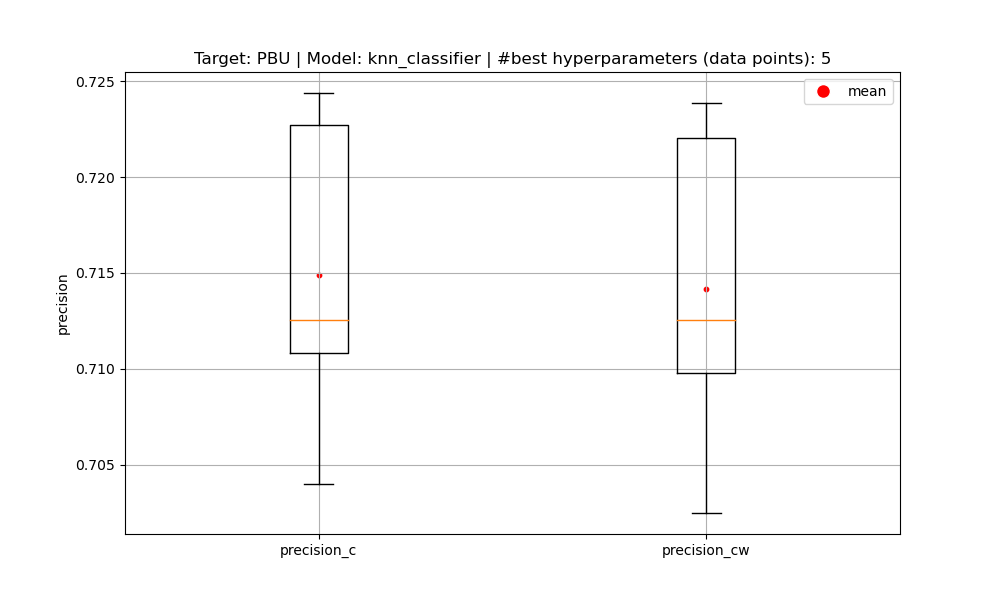 Target: PBU | Model: knn_classifier | #best hyperparameters (data points): 5
mean
0.725
0.720
0.715
0.710
0.705
precision
precision_c
precision_cw